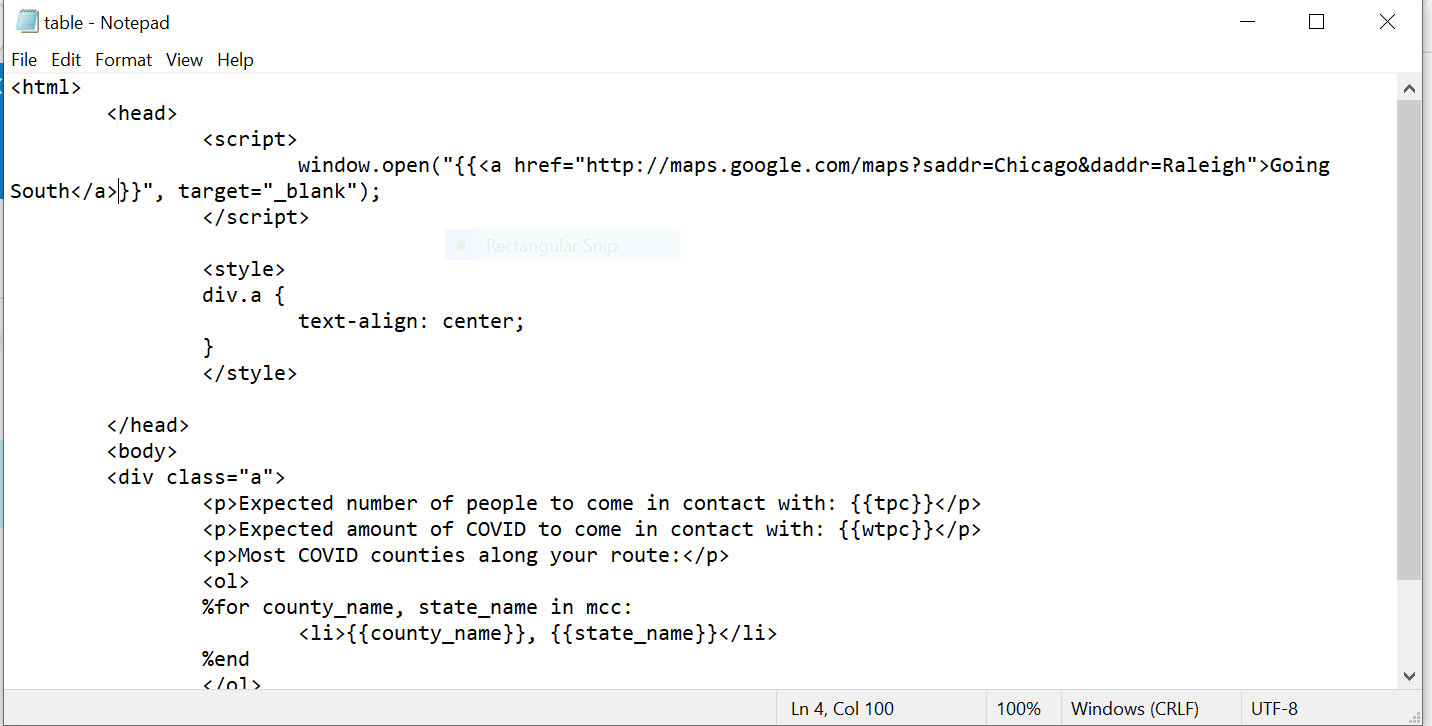 table - Notepad
File Edit Format View Help
<html>
<head>
<script>
window.open("{{<a href="http://maps.google.com/maps?saddr=Chicago&daddr=Raleigh">Going
South</a>}}", target="_blank");
</script>
Rectangular Snip
<style>
div.a {
text-align: center;
}
</style>
</head>
<body>
<div class="a">
<p>Expected number of people to come in contact with: {{tpc}}</p>
<p>Expected amount of COVID to come in contact with: {{wtpc}}</p>
<p>Most COVID counties along your route:</p>
<ol>
%for county_name, state_name in mcc:
<li>{{county_name}}, {{state_name}}</li>
%end
</ol>
Ln 4, Col 100 100% Windows (CRLF) UTF-8